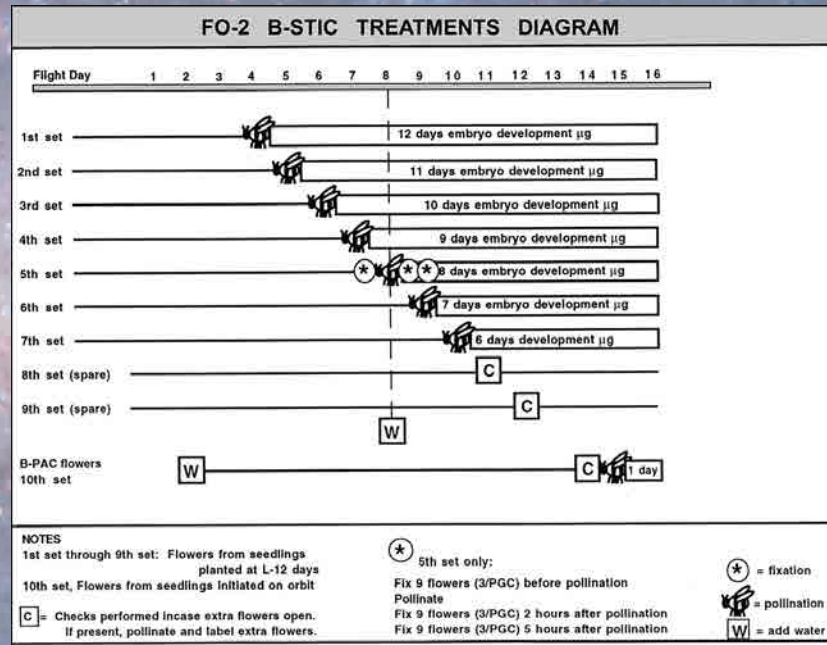 FO-2 B-STIC TREATMENTS DIAGRAM
Flight Day 1 2 3 4 5 6 7 8 9 10 11 12 13 14 15 16
1st set 12 days embryo development μg
2nd set 11 days embryo development μg
3rd set 10 days embryo development μg
4th set 9 days embryo development μg
5th set * * * 8 days embryo development μg
6th set 7 days embryo development μg
7th set 6 days development μg
8th set (spare) C
9th set (spare) C
W
B-PAC flowers
10th set W C 1 day
NOTES
1st set through 9th set: Flowers from seedlings
planted at L-12 days
10th set, Flowers from seedlings initiated on orbit
C = Checks performed incase extra flowers open.
If present, pollinate and label extra flowers.
* 5th set only:
Fix 9 flowers (3/PGC) before pollination
Pollinate
Fix 9 flowers (3/PGC) 2 hours after pollination
Fix 9 flowers (3/PGC) 5 hours after pollination
* = fixation
= pollination
W = add water